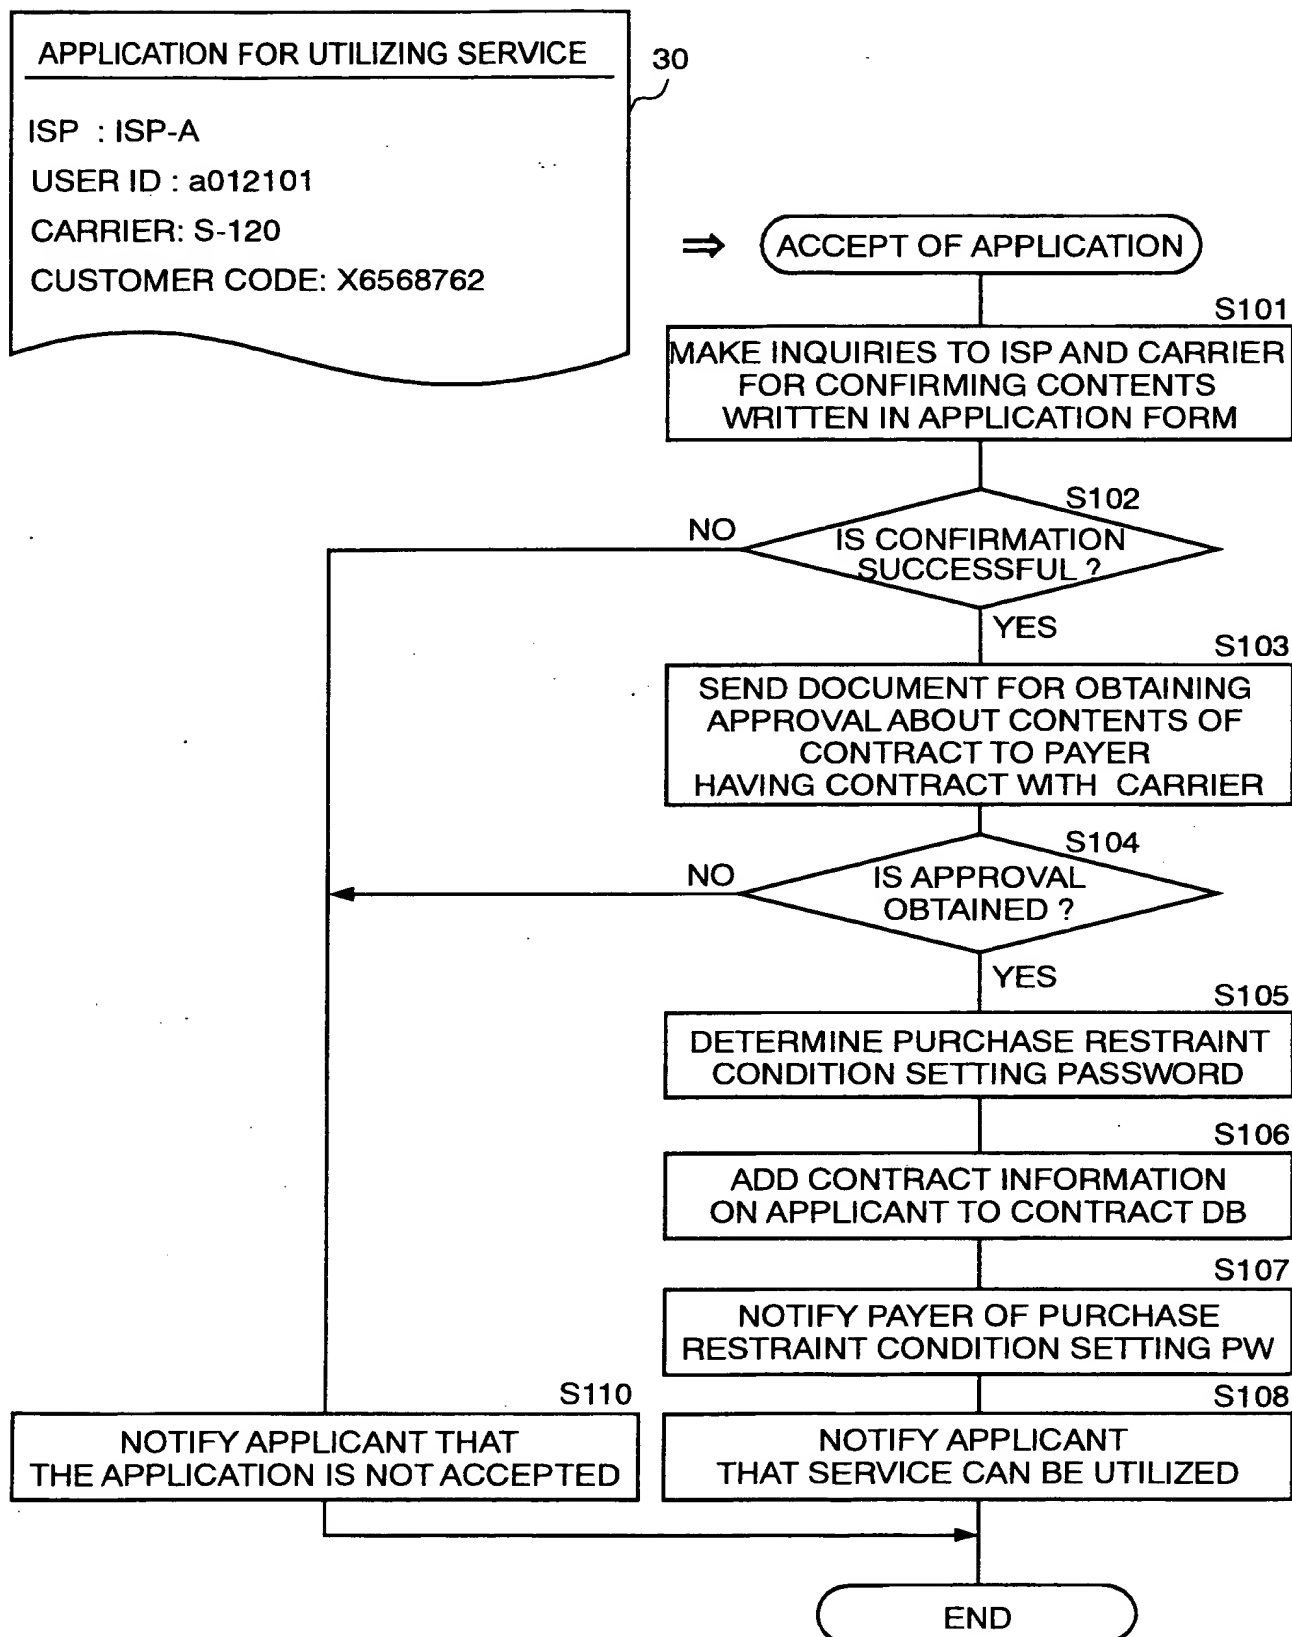 APPLICATION FOR UTILIZING SERVICE
30
ISP : ISP-A
USER ID : a012101
CARRIER: S-120
CUSTOMER CODE: X6568762
⇒ ACCEPT OF APPLICATION
S101
MAKE INQUIRIES TO ISP AND CARRIER
FOR CONFIRMING CONTENTS
WRITTEN IN APPLICATION FORM
S102
NO
IS CONFIRMATION
SUCCESSFUL ?
YES
S103
SEND DOCUMENT FOR OBTAINING
APPROVAL ABOUT CONTENTS OF
CONTRACT TO PAYER
HAVING CONTRACT WITH CARRIER
S104
NO
IS APPROVAL
OBTAINED ?
YES
S105
DETERMINE PURCHASE RESTRAINT
CONDITION SETTING PASSWORD
S106
ADD CONTRACT INFORMATION
ON APPLICANT TO CONTRACT DB
S107
NOTIFY PAYER OF PURCHASE
RESTRAINT CONDITION SETTING PW
S110
NOTIFY APPLICANT THAT
THE APPLICATION IS NOT ACCEPTED
S108
NOTIFY APPLICANT
THAT SERVICE CAN BE UTILIZED
END